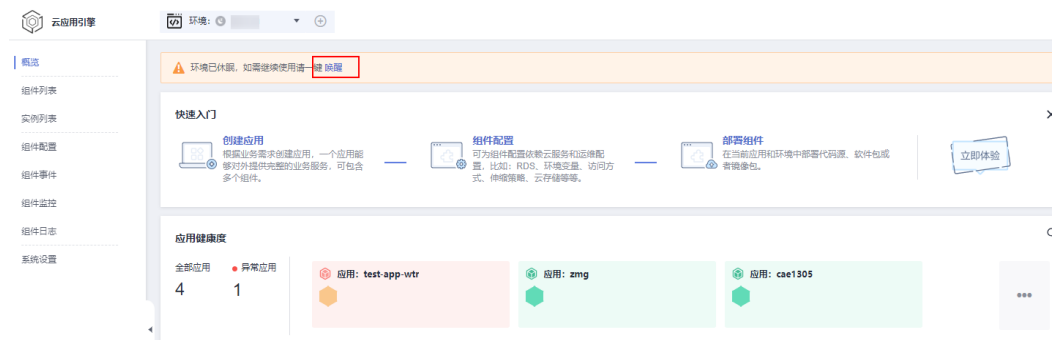 云应用引擎
环境:
概览
组件列表
实例列表
组件配置
组件事件
组件监控
组件日志
系统设置
环境已休眠，如需继续使用请一键 唤醒
快速入门
创建应用
根据业务需求创建应用，一个应用能
够对外提供完整的业务服务，可包含
多个组件。
组件配置
可为组件配置依赖云服务和运维配
置，比如：RDS、环境变量、访问方
式、伸缩策略、云存储等等。
部署组件
在当前应用和环境中部署代码源、软件包或
者镜像包。
立即体验
应用健康度
全部应用
4
异常应用
1
应用: test-app-wtr
应用: zmg
应用: cae1305